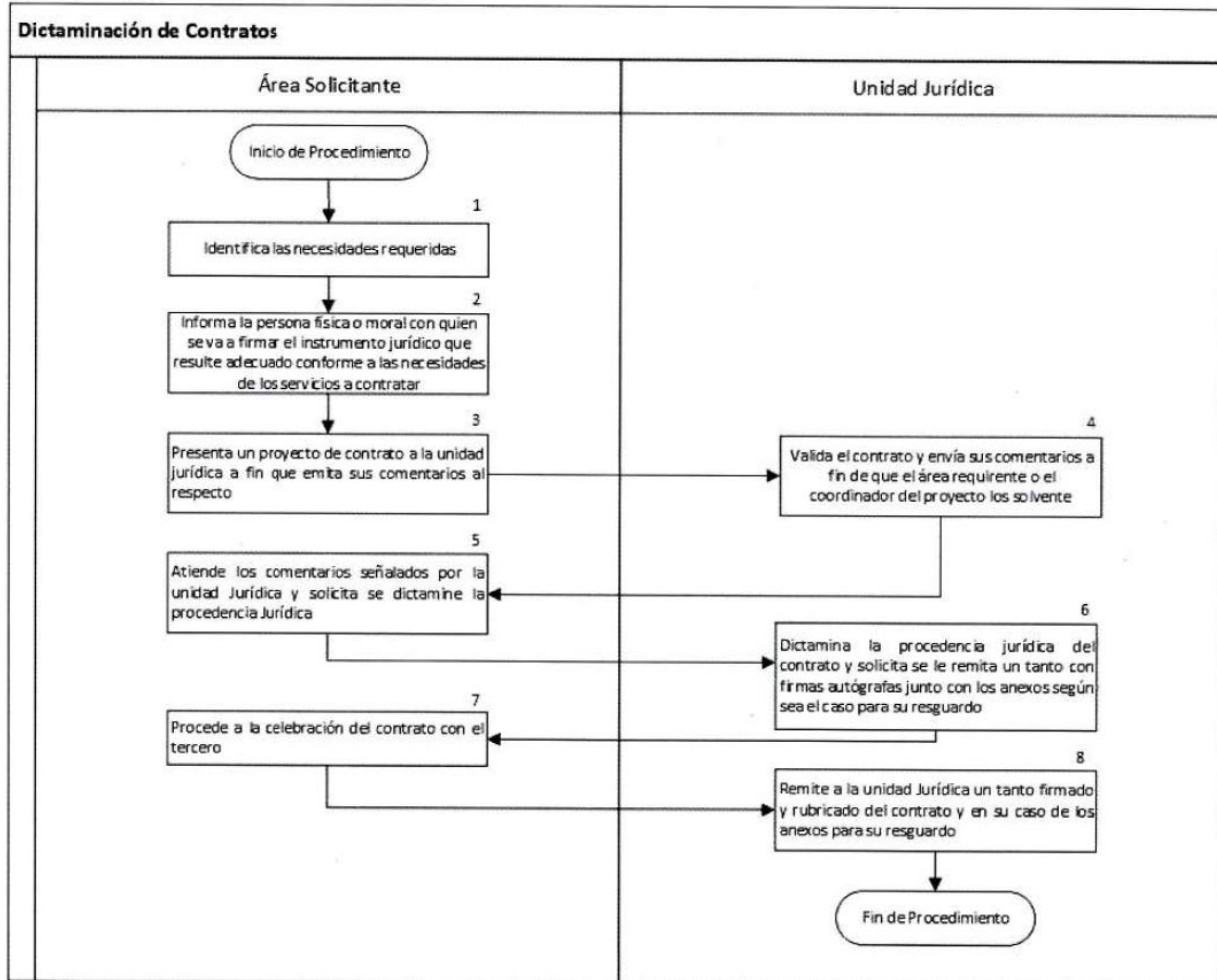 Dictaminación de Contratos
Área Solicitante
Unidad Jurídica
Inicio de Procedimiento
1
Identifica las necesidades requeridas
2
Informa la persona física o moral con quien
se va a firmar el instrumento jurídico que
resulte adecuado conforme a las necesidades
de los servicios a contratar
3
Presenta un proyecto de contrato a la unidad
jurídica a fin que emita sus comentarios al
respecto
4
Valida el contrato y envía sus comentarios a
fin de que el área requirente o el
coordinador del proyecto los solvente
5
Atiende los comentarios señalados por la
unidad Jurídica y solicita se dictamine la
procedencia Jurídica
6
Dictamina la procedencia jurídica del
contrato y solicita se le remita un tanto con
firmas autógrafas junto con los anexos según
sea el caso para su resguardo
7
Procede a la celebración del contrato con el
tercero
8
Remite a la unidad Jurídica un tanto firmado
y rubricado del contrato y en su caso de los
anexos para su resguardo
Fin de Procedimiento